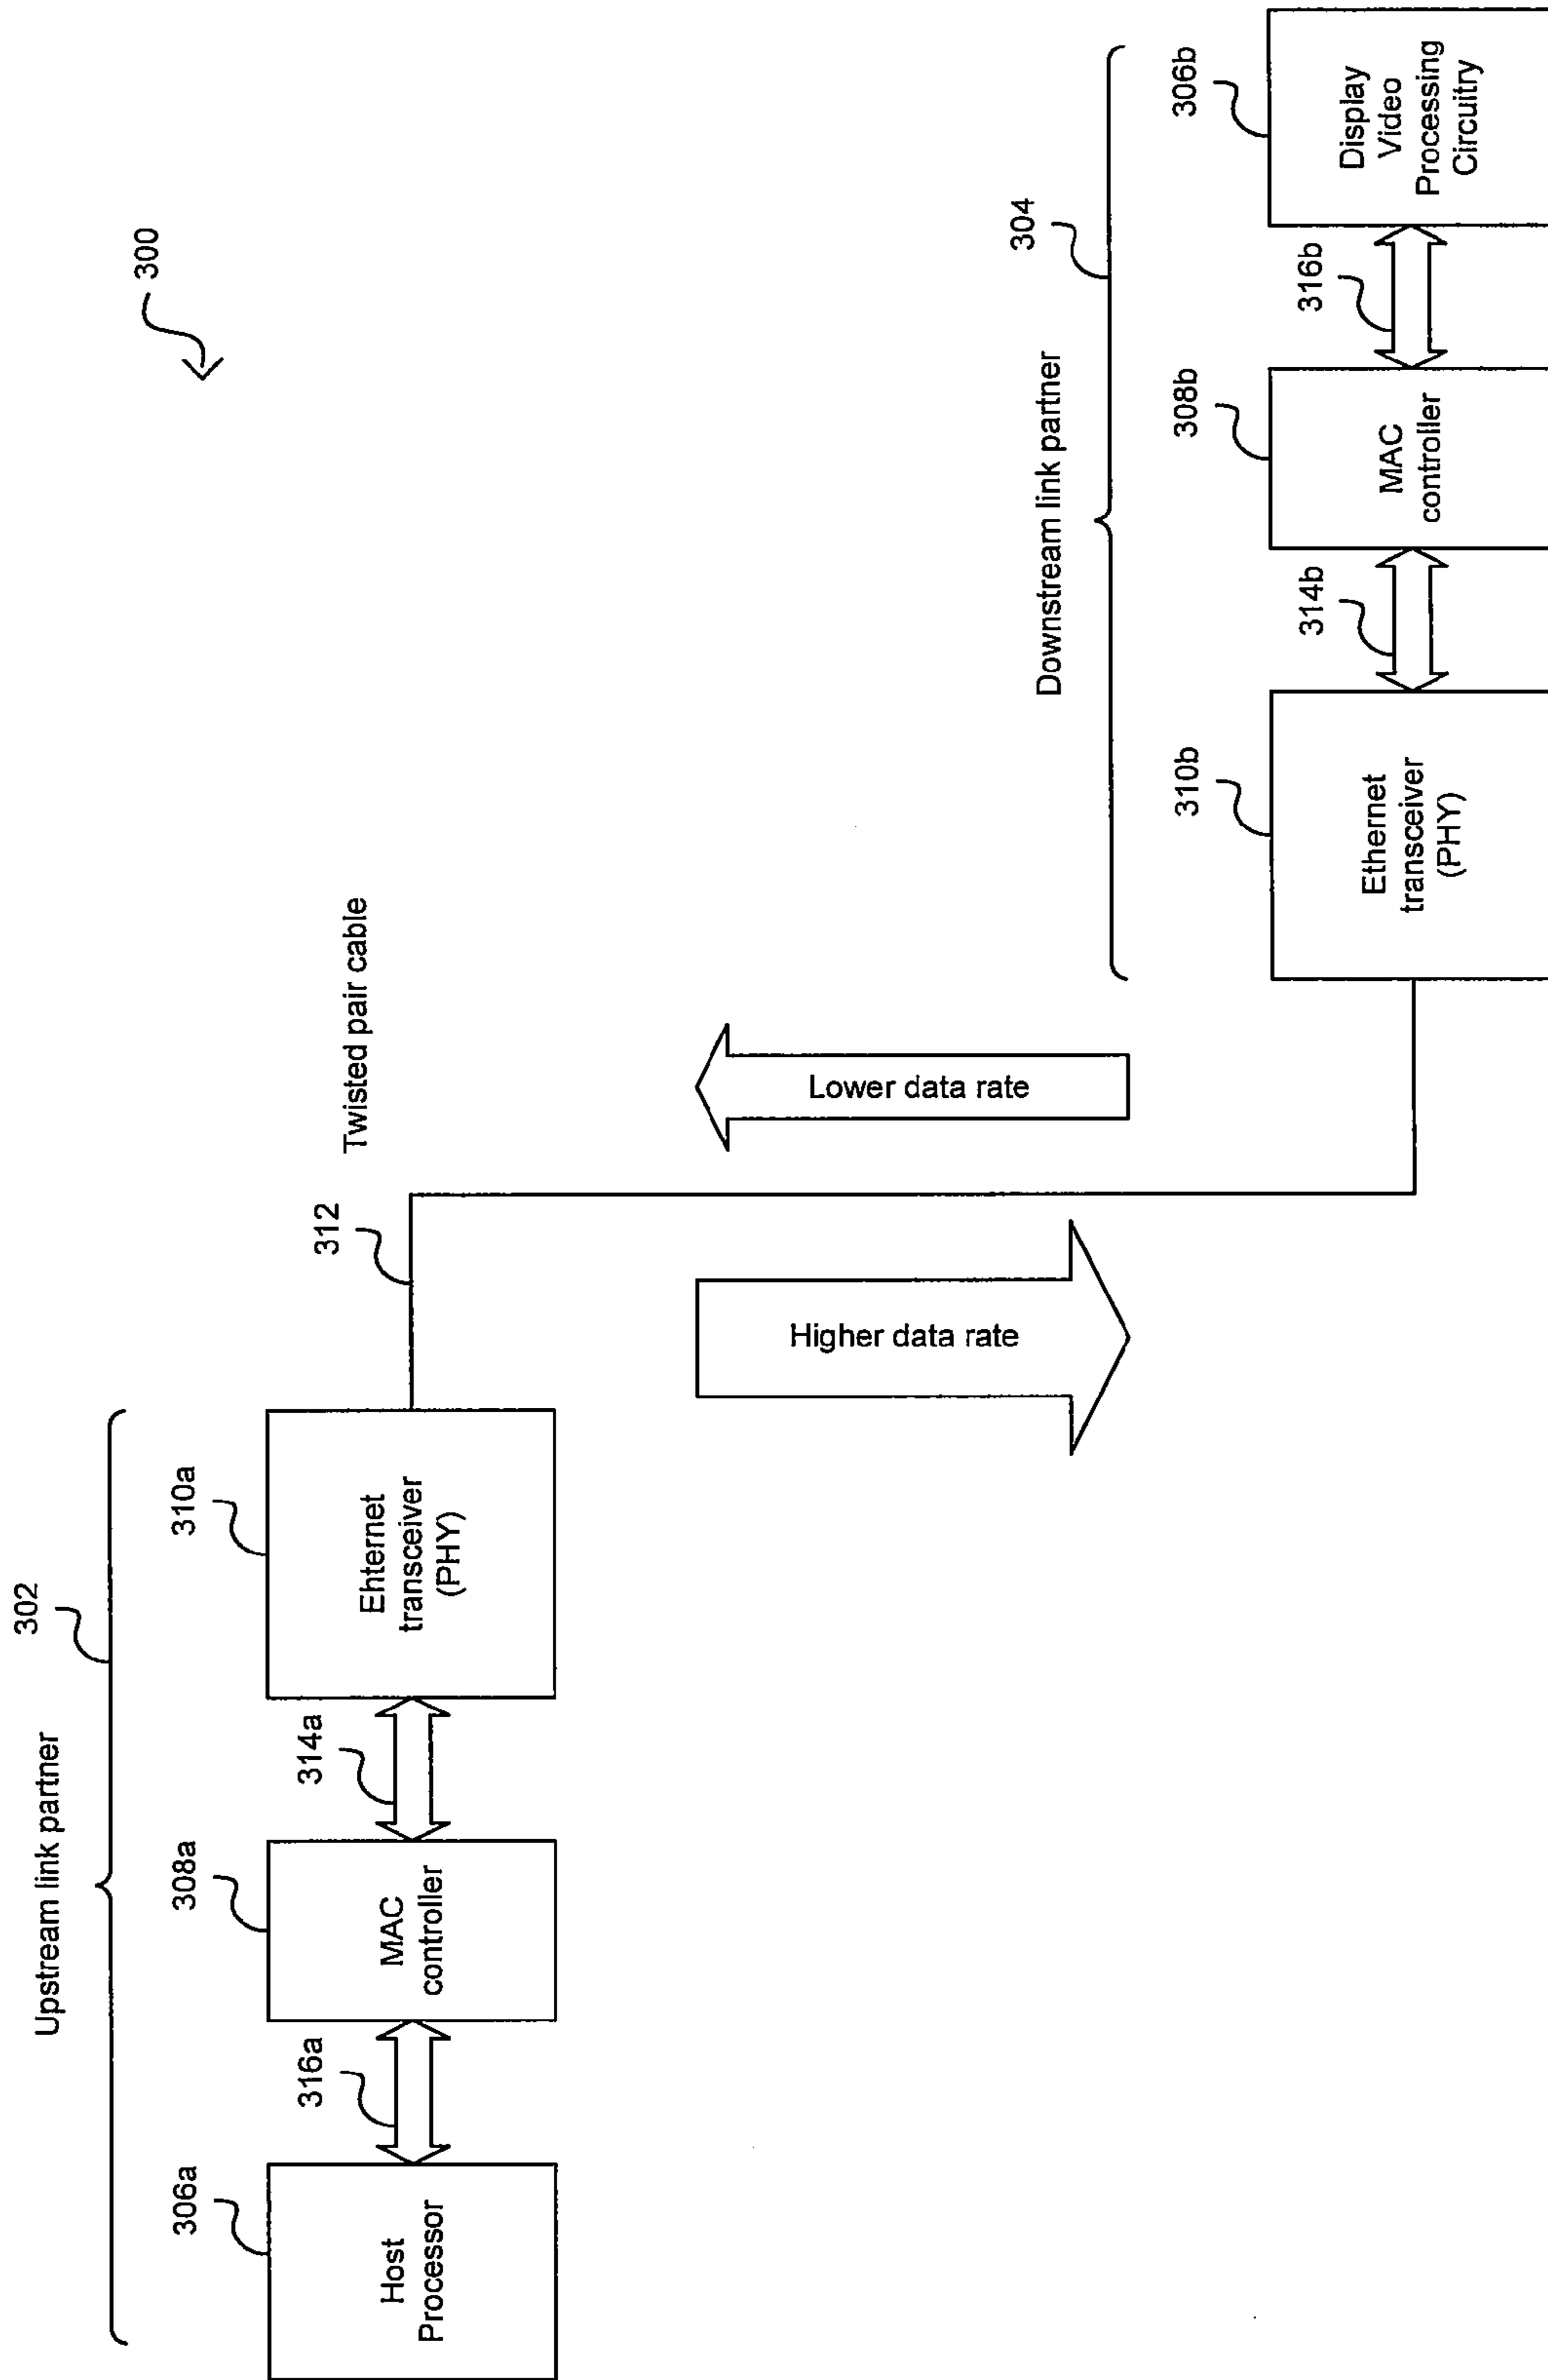 300
Upstream link partner
302
306a
Host
Processor
316a
308a
MAC
controller
314a
310a
Ehternet
transceiver
(PHY)
312
Twisted pair cable
Higher data rate
Lower data rate
Downstream link partner
304
310b
Ethernet
transceiver
(PHY)
314b
308b
MAC
controller
316b
306b
Display
Video
Processing
Circuitry